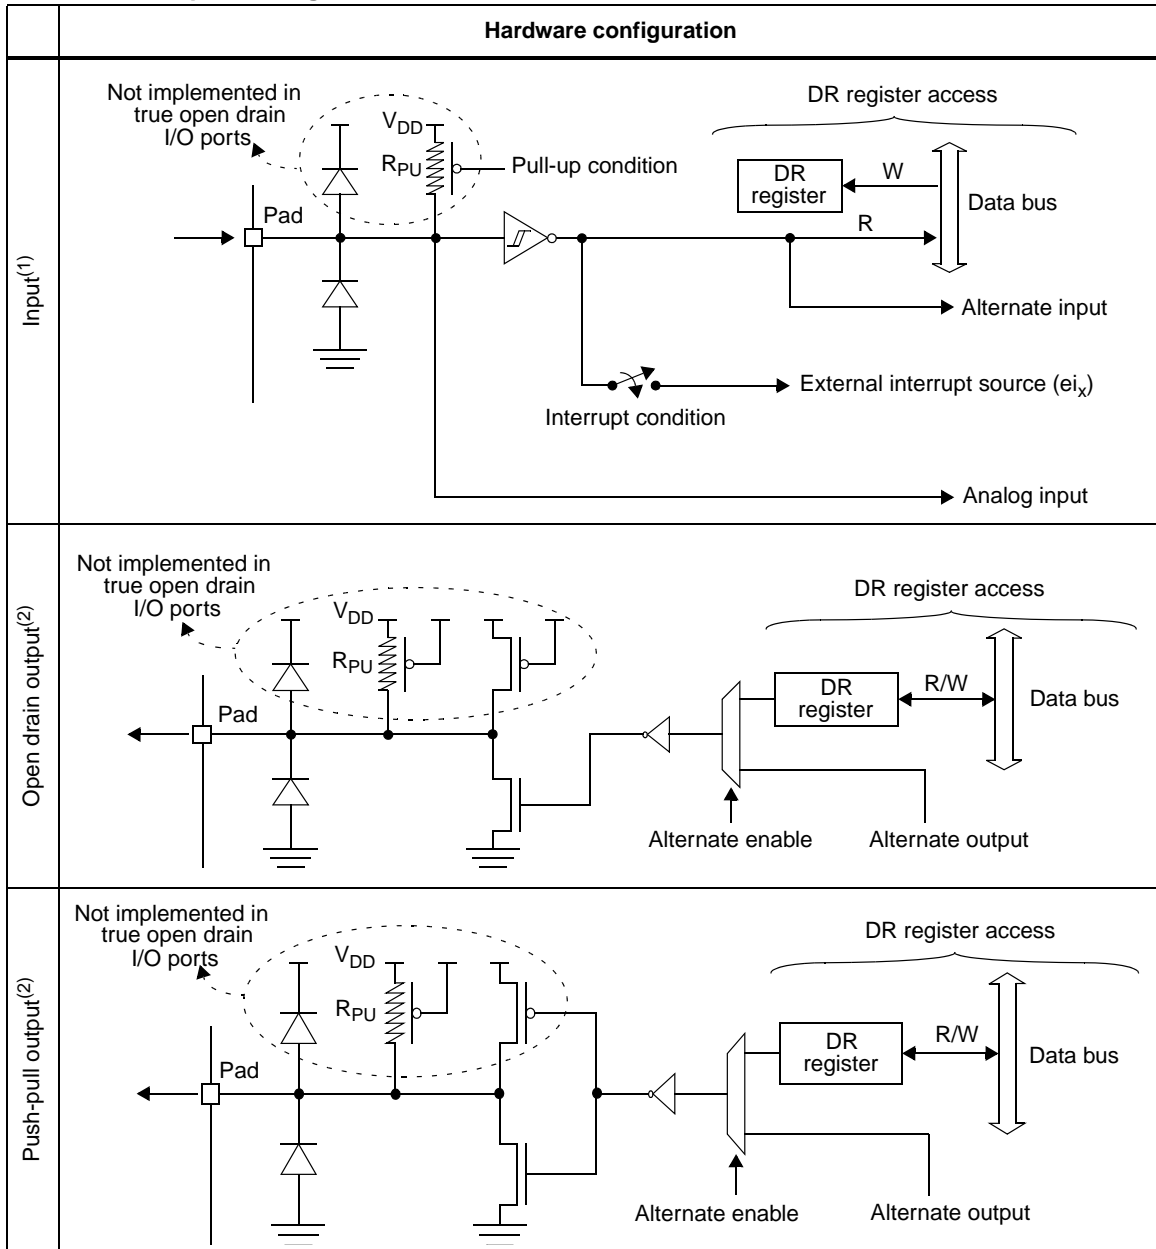 Hardware configuration
Input(1)
Not implemented in
true open drain
I/O ports
VDD
RPU
Pull-up condition
Pad
DR register access
DR
register
W
R
Data bus
Alternate input
External interrupt source (eix)
Interrupt condition
Analog input
Open drain output(2)
Not implemented in
true open drain
I/O ports
VDD
RPU
Pad
DR register access
DR
register
R/W
Data bus
Alternate enable
Alternate output
Push-pull output(2)
Not implemented in
true open drain
I/O ports
VDD
RPU
Pad
DR register access
DR
register
R/W
Data bus
Alternate enable
Alternate output